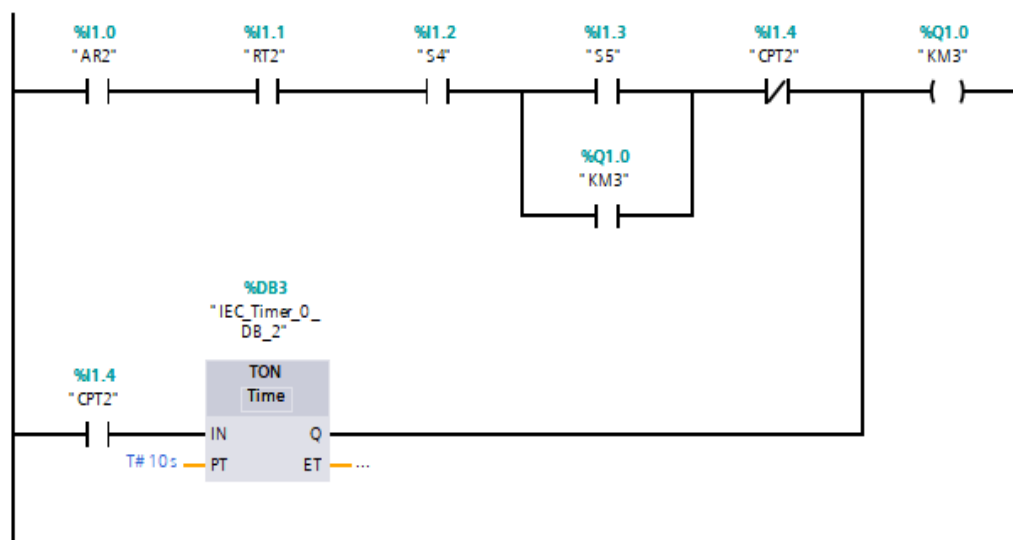 %I1.0 %I1.1 %I1.2 %I1.3 %I1.4 %Q1.0
"AR2" "RT2" "S4" "S5" "CPT2" "KM3"
%Q1.0
"KM3"
%DB3
"IEC_Timer_0_
DB_2"
%I1.4
"CPT2"
TON
Time
IN Q
T#10s PT ET ...